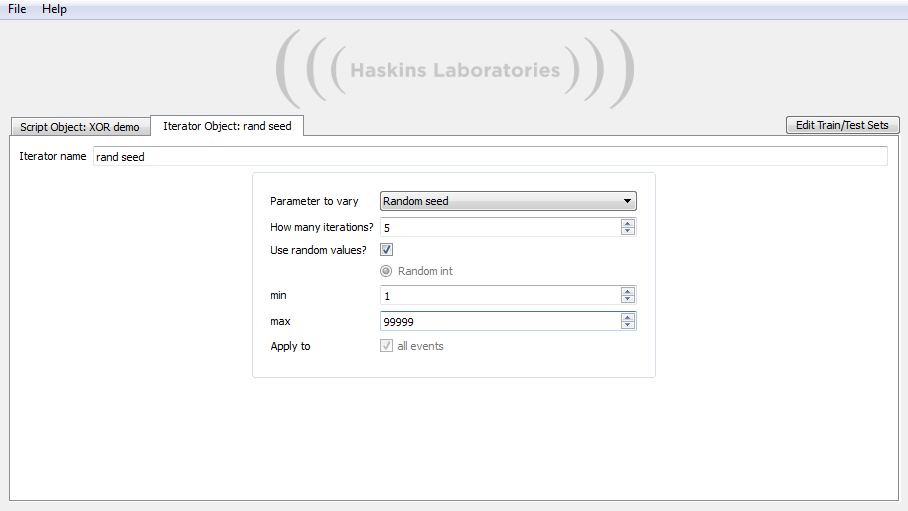 File Help
Haskins Laboratories
Script Object: XOR demo Iterator Object: rand seed Edit Train/Test Sets
Iterator name rand seed
Parameter to vary Random seed
How many iterations? 5
Use random values?
Random int
min 1
max 99999
Apply to all events